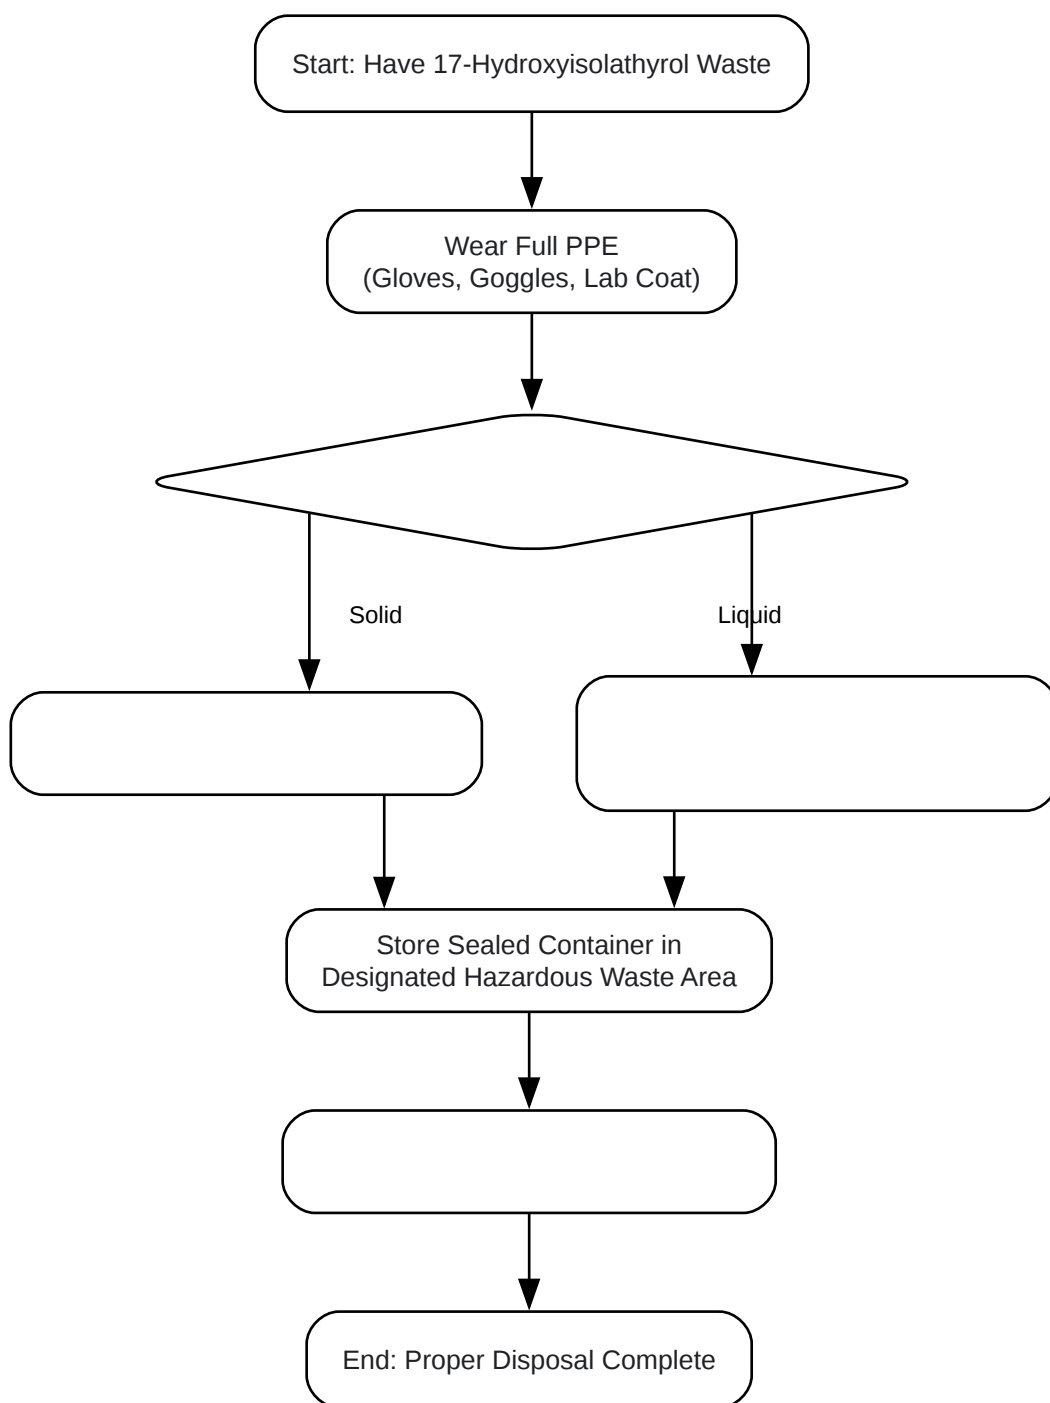 Start: Have 17-Hydroxyisolathyrol Waste
Wear Full PPE
(Gloves, Goggles, Lab Coat)
Solid
Liquid
Store Sealed Container in
Designated Hazardous Waste Area
End: Proper Disposal Complete